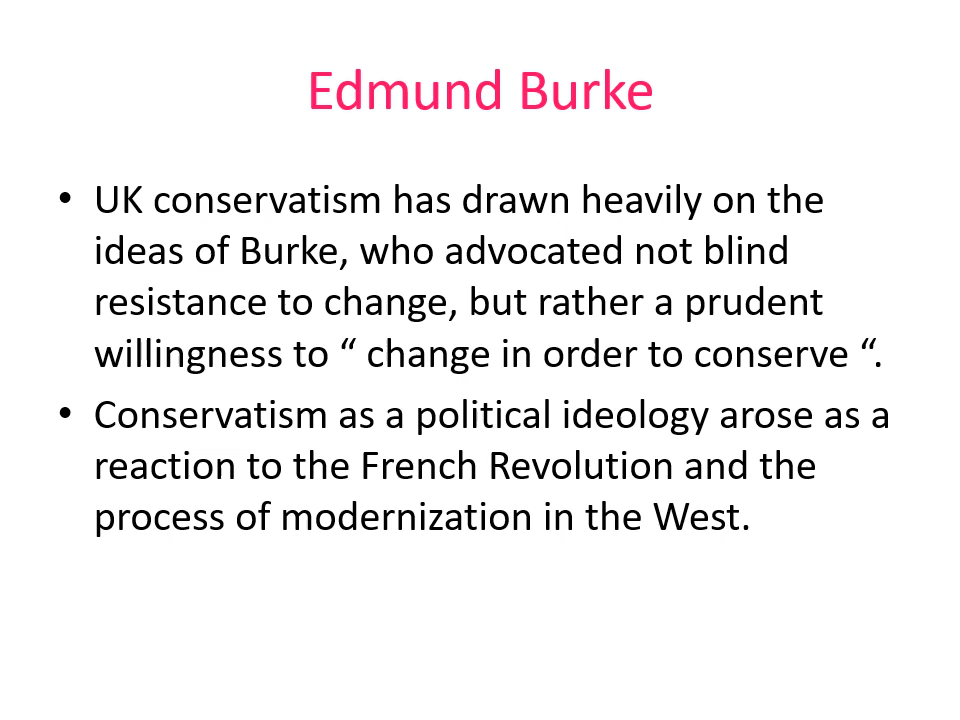 Edmund Burke
• UK conservatism has drawn heavily on the
ideas of Burke, who advocated not blind
resistance to change, but rather a prudent
willingness to “ change in order to conserve “.
• Conservatism as a political ideology arose as a
reaction to the French Revolution and the
process of modernization in the West.